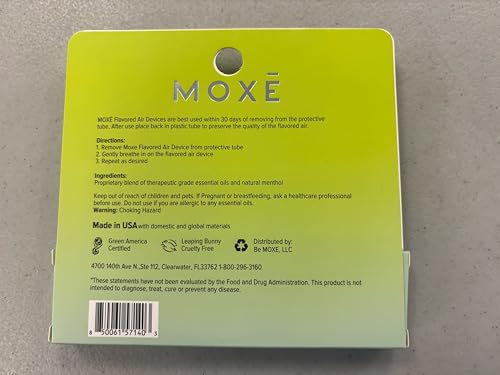 MOXĒ
MOXĒ Flavored Air Devices are best used within 30 days of removing from the protective
tube. After use place back in plastic tube to preserve the quality of the flavored air.
Directions:
1. Remove Moxe Flavored Air Device from protective tube
2. Gently breathe in on the flavored air device
3. Repeat as desired
Ingredients:
Proprietary blend of therapeutic grade essential oils and natural menthol
Keep out of reach of children and pets. If Pregnant or breastfeeding, ask a healthcare professional
before use. Do not use if you are allergic to any essential oils.
Warning: Choking Hazard
Made in USA with domestic and global materials
Green America
Certified
Leaping Bunny
Cruelty Free
Distributed by:
Be MOXE, LLC
4700 140th Ave N.,Ste 112, Clearwater, FL33762 1-800-296-3160
*These statements have not been evaluated by the Food and Drug Administration. This product is not
intended to diagnose, treat, cure or prevent any disease.
8 50061 57140 3